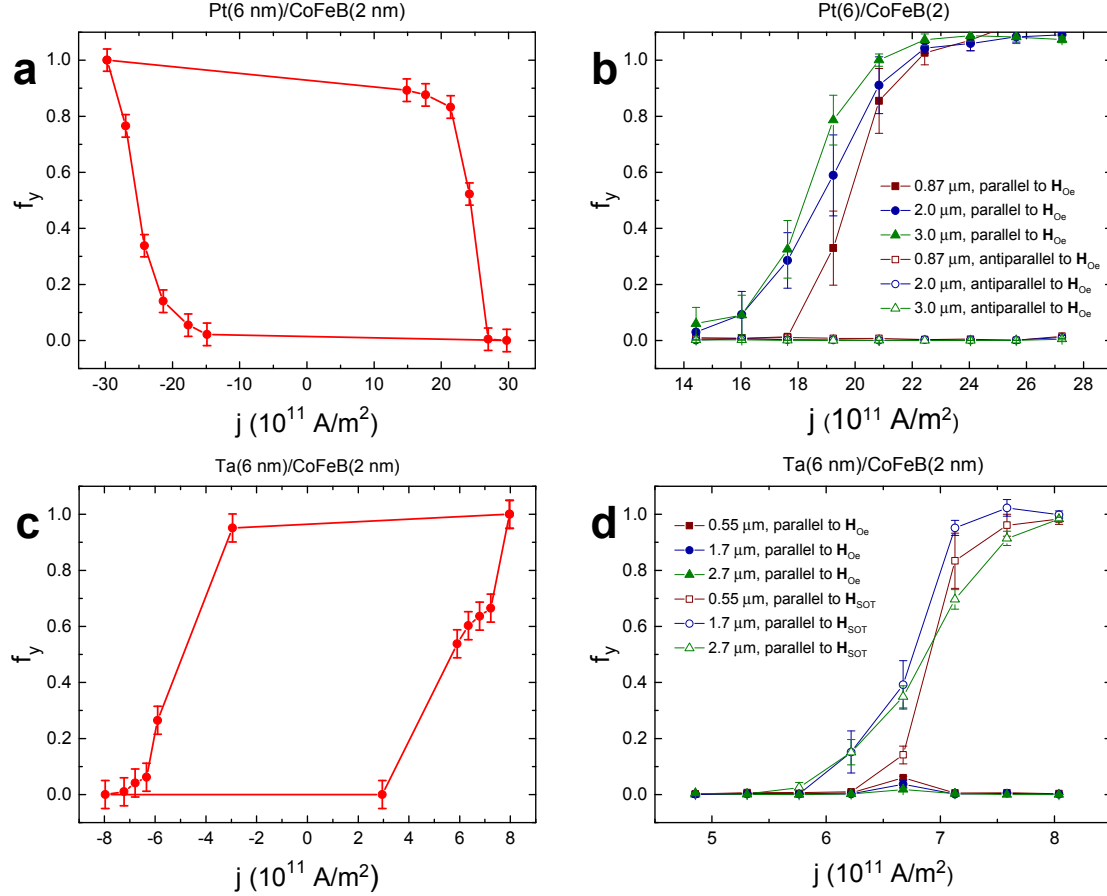 Pt(6 nm)/CoFeB(2 nm)
a
f_y
1.0
0.8
0.6
0.4
0.2
0.0
-30 -20 -10 0 10 20 30
j (10^11 A/m^2)
Pt(6)/CoFeB(2)
b
f_y
1.0
0.8
0.6
0.4
0.2
0.0
0.87 μm, parallel to H_Oe
2.0 μm, parallel to H_Oe
3.0 μm, parallel to H_Oe
0.87 μm, antiparallel to H_Oe
2.0 μm, antiparallel to H_Oe
3.0 μm, antiparallel to H_Oe
14 16 18 20 22 24 26 28
j (10^11 A/m^2)
Ta(6 nm)/CoFeB(2 nm)
c
f_y
1.0
0.8
0.6
0.4
0.2
0.0
-8 -6 -4 -2 0 2 4 6 8
j (10^11 A/m^2)
Ta(6 nm)/CoFeB(2 nm)
d
f_y
1.0
0.8
0.6
0.4
0.2
0.0
0.55 μm, parallel to H_Oe
1.7 μm, parallel to H_Oe
2.7 μm, parallel to H_Oe
0.55 μm, parallel to H_SOT
1.7 μm, parallel to H_SOT
2.7 μm, parallel to H_SOT
5 6 7 8
j (10^11 A/m^2)